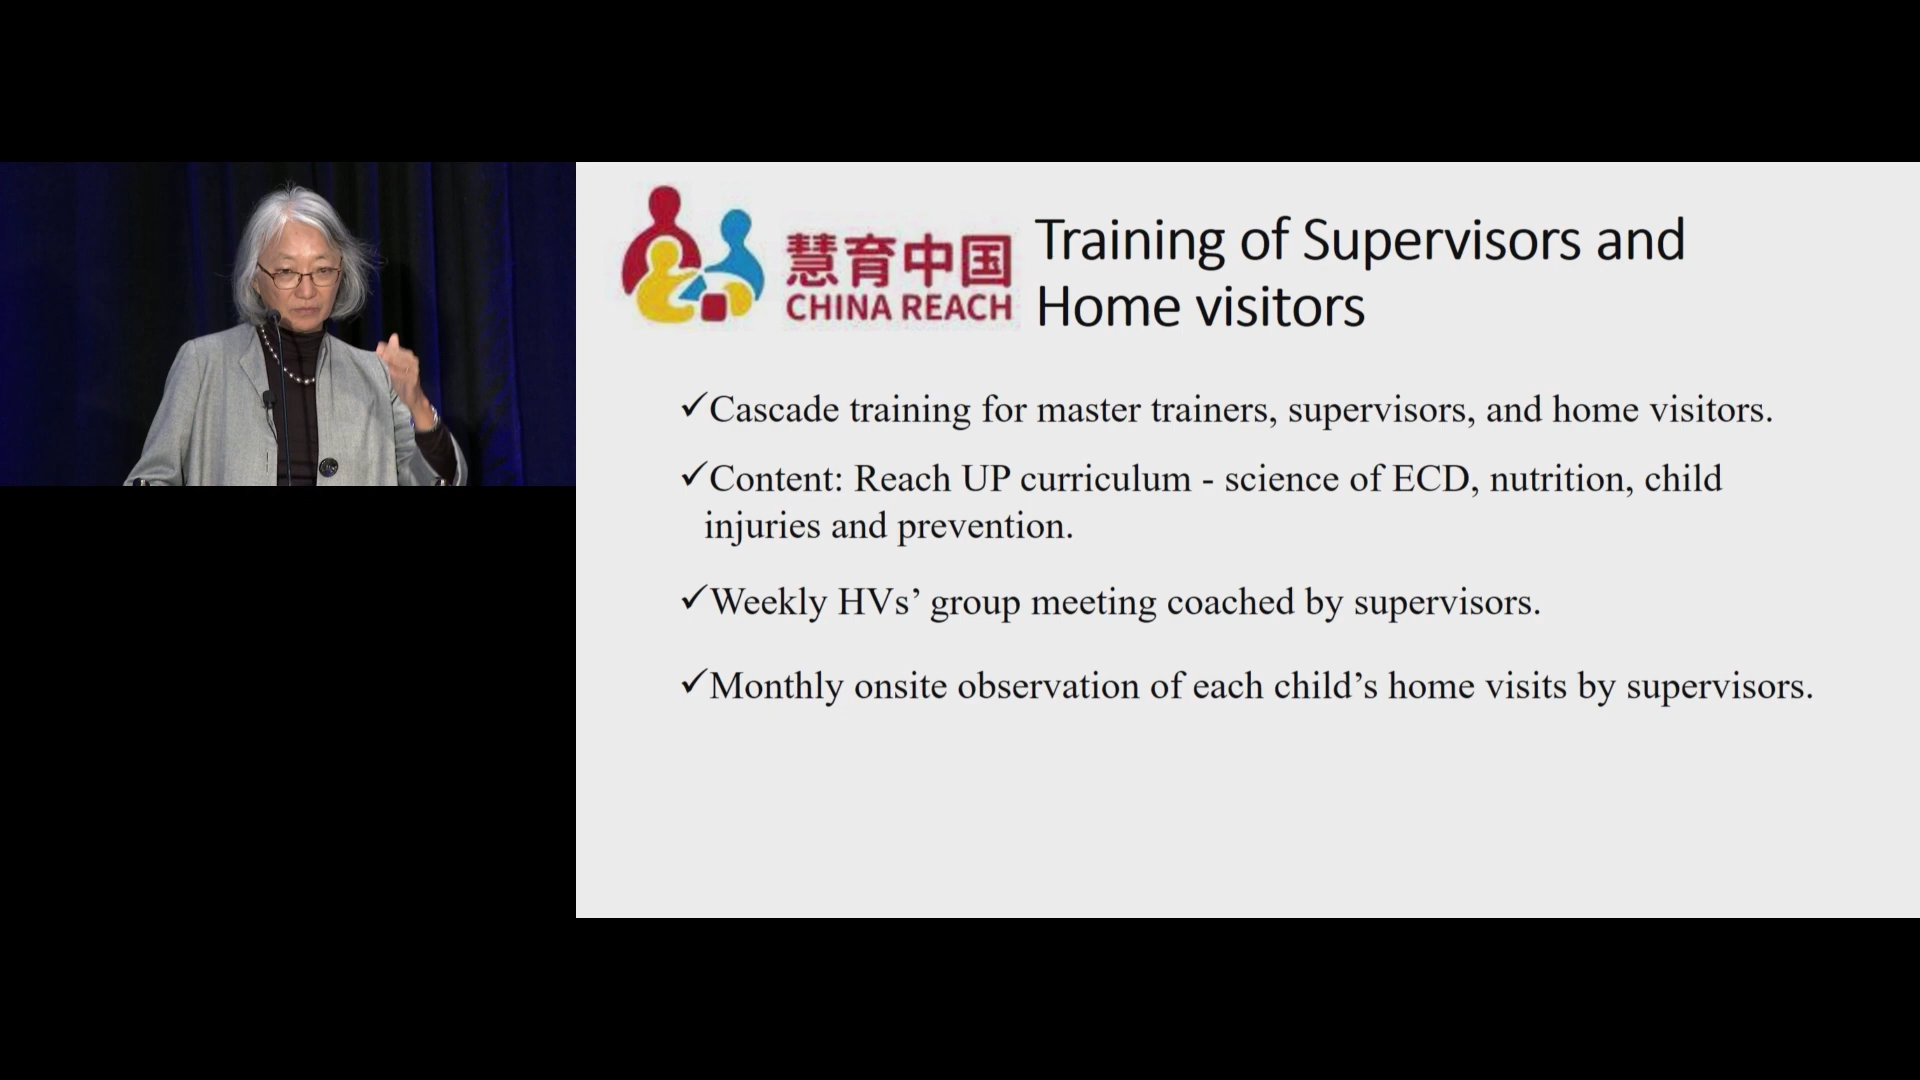 慧育中国
CHINA REACH
Training of Supervisors and
Home visitors
✓Cascade training for master trainers, supervisors, and home visitors.
✓Content: Reach UP curriculum - science of ECD, nutrition, child
injuries and prevention.
✓Weekly HVs’ group meeting coached by supervisors.
✓Monthly onsite observation of each child’s home visits by supervisors.